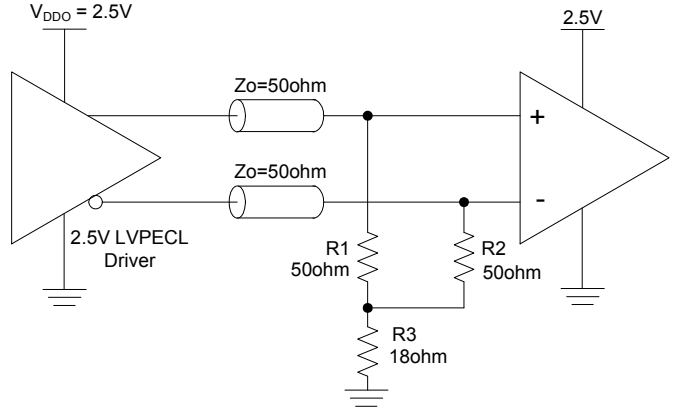 V_DDO = 2.5V
2.5V
Zo=50ohm
+
Zo=50ohm
-
2.5V LVPECL
Driver
R1
50ohm
R2
50ohm
R3
18ohm